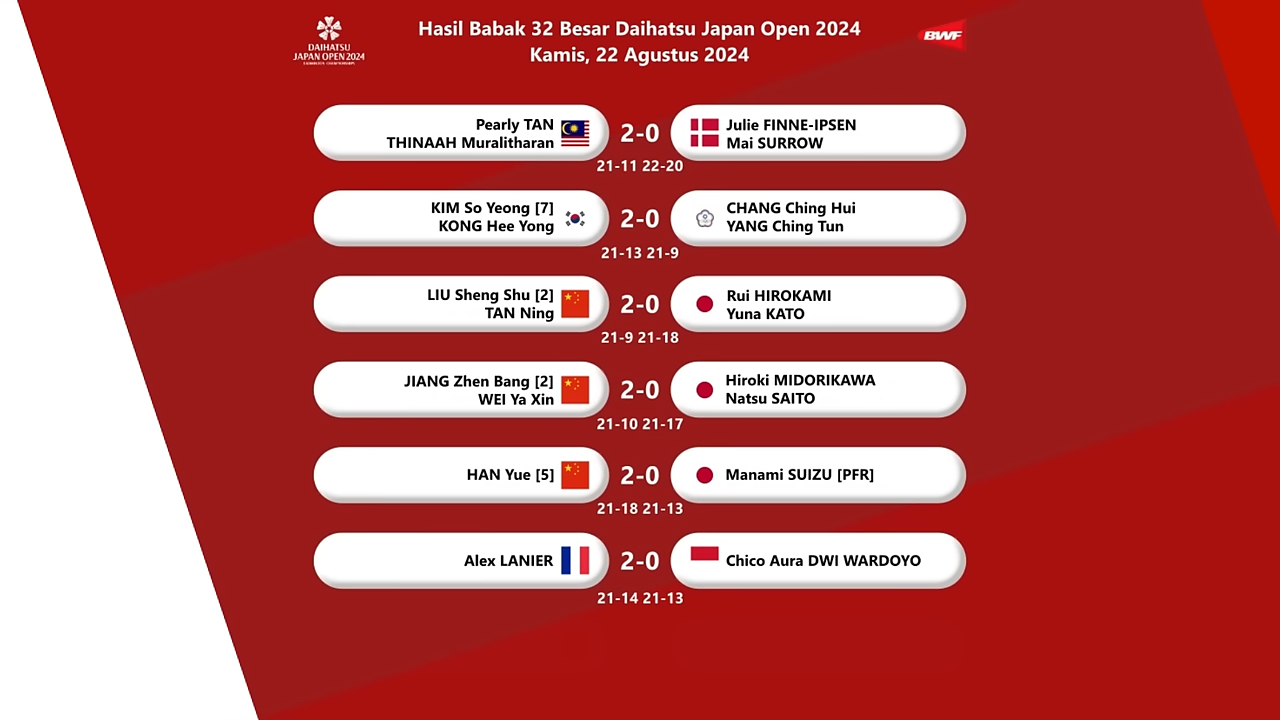 Hasil Babak 32 Besar Daihatsu Japan Open 2024
Kamis, 22 Agustus 2024
DAIHATSU
JAPAN OPEN 2024
BWF
Pearly TAN
THINAAH Muralitharan
2-0
Julie FINNE-IPSEN
Mai SURROW
21-11 22-20
KIM So Yeong [7]
KONG Hee Yong
2-0
CHANG Ching Hui
YANG Ching Tun
21-13 21-9
LIU Sheng Shu [2]
TAN Ning
2-0
Rui HIROKAMI
Yuna KATO
21-9 21-18
JIANG Zhen Bang [2]
WEI Ya Xin
2-0
Hiroki MIDORIKAWA
Natsu SAITO
21-10 21-17
HAN Yue [5]
2-0
Manami SUIZU [PFR]
21-18 21-13
Alex LANIER
2-0
Chico Aura DWI WARDOYO
21-14 21-13